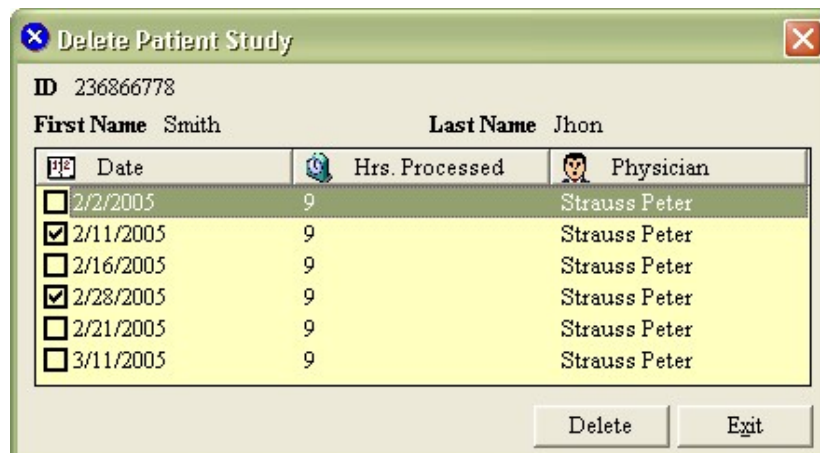 Delete Patient Study
ID 236866778
First Name Smith Last Name Jhon
Date Hrs. Processed Physician
2/2/2005 9 Strauss Peter
2/11/2005 9 Strauss Peter
2/16/2005 9 Strauss Peter
2/28/2005 9 Strauss Peter
2/21/2005 9 Strauss Peter
3/11/2005 9 Strauss Peter
Delete Exit